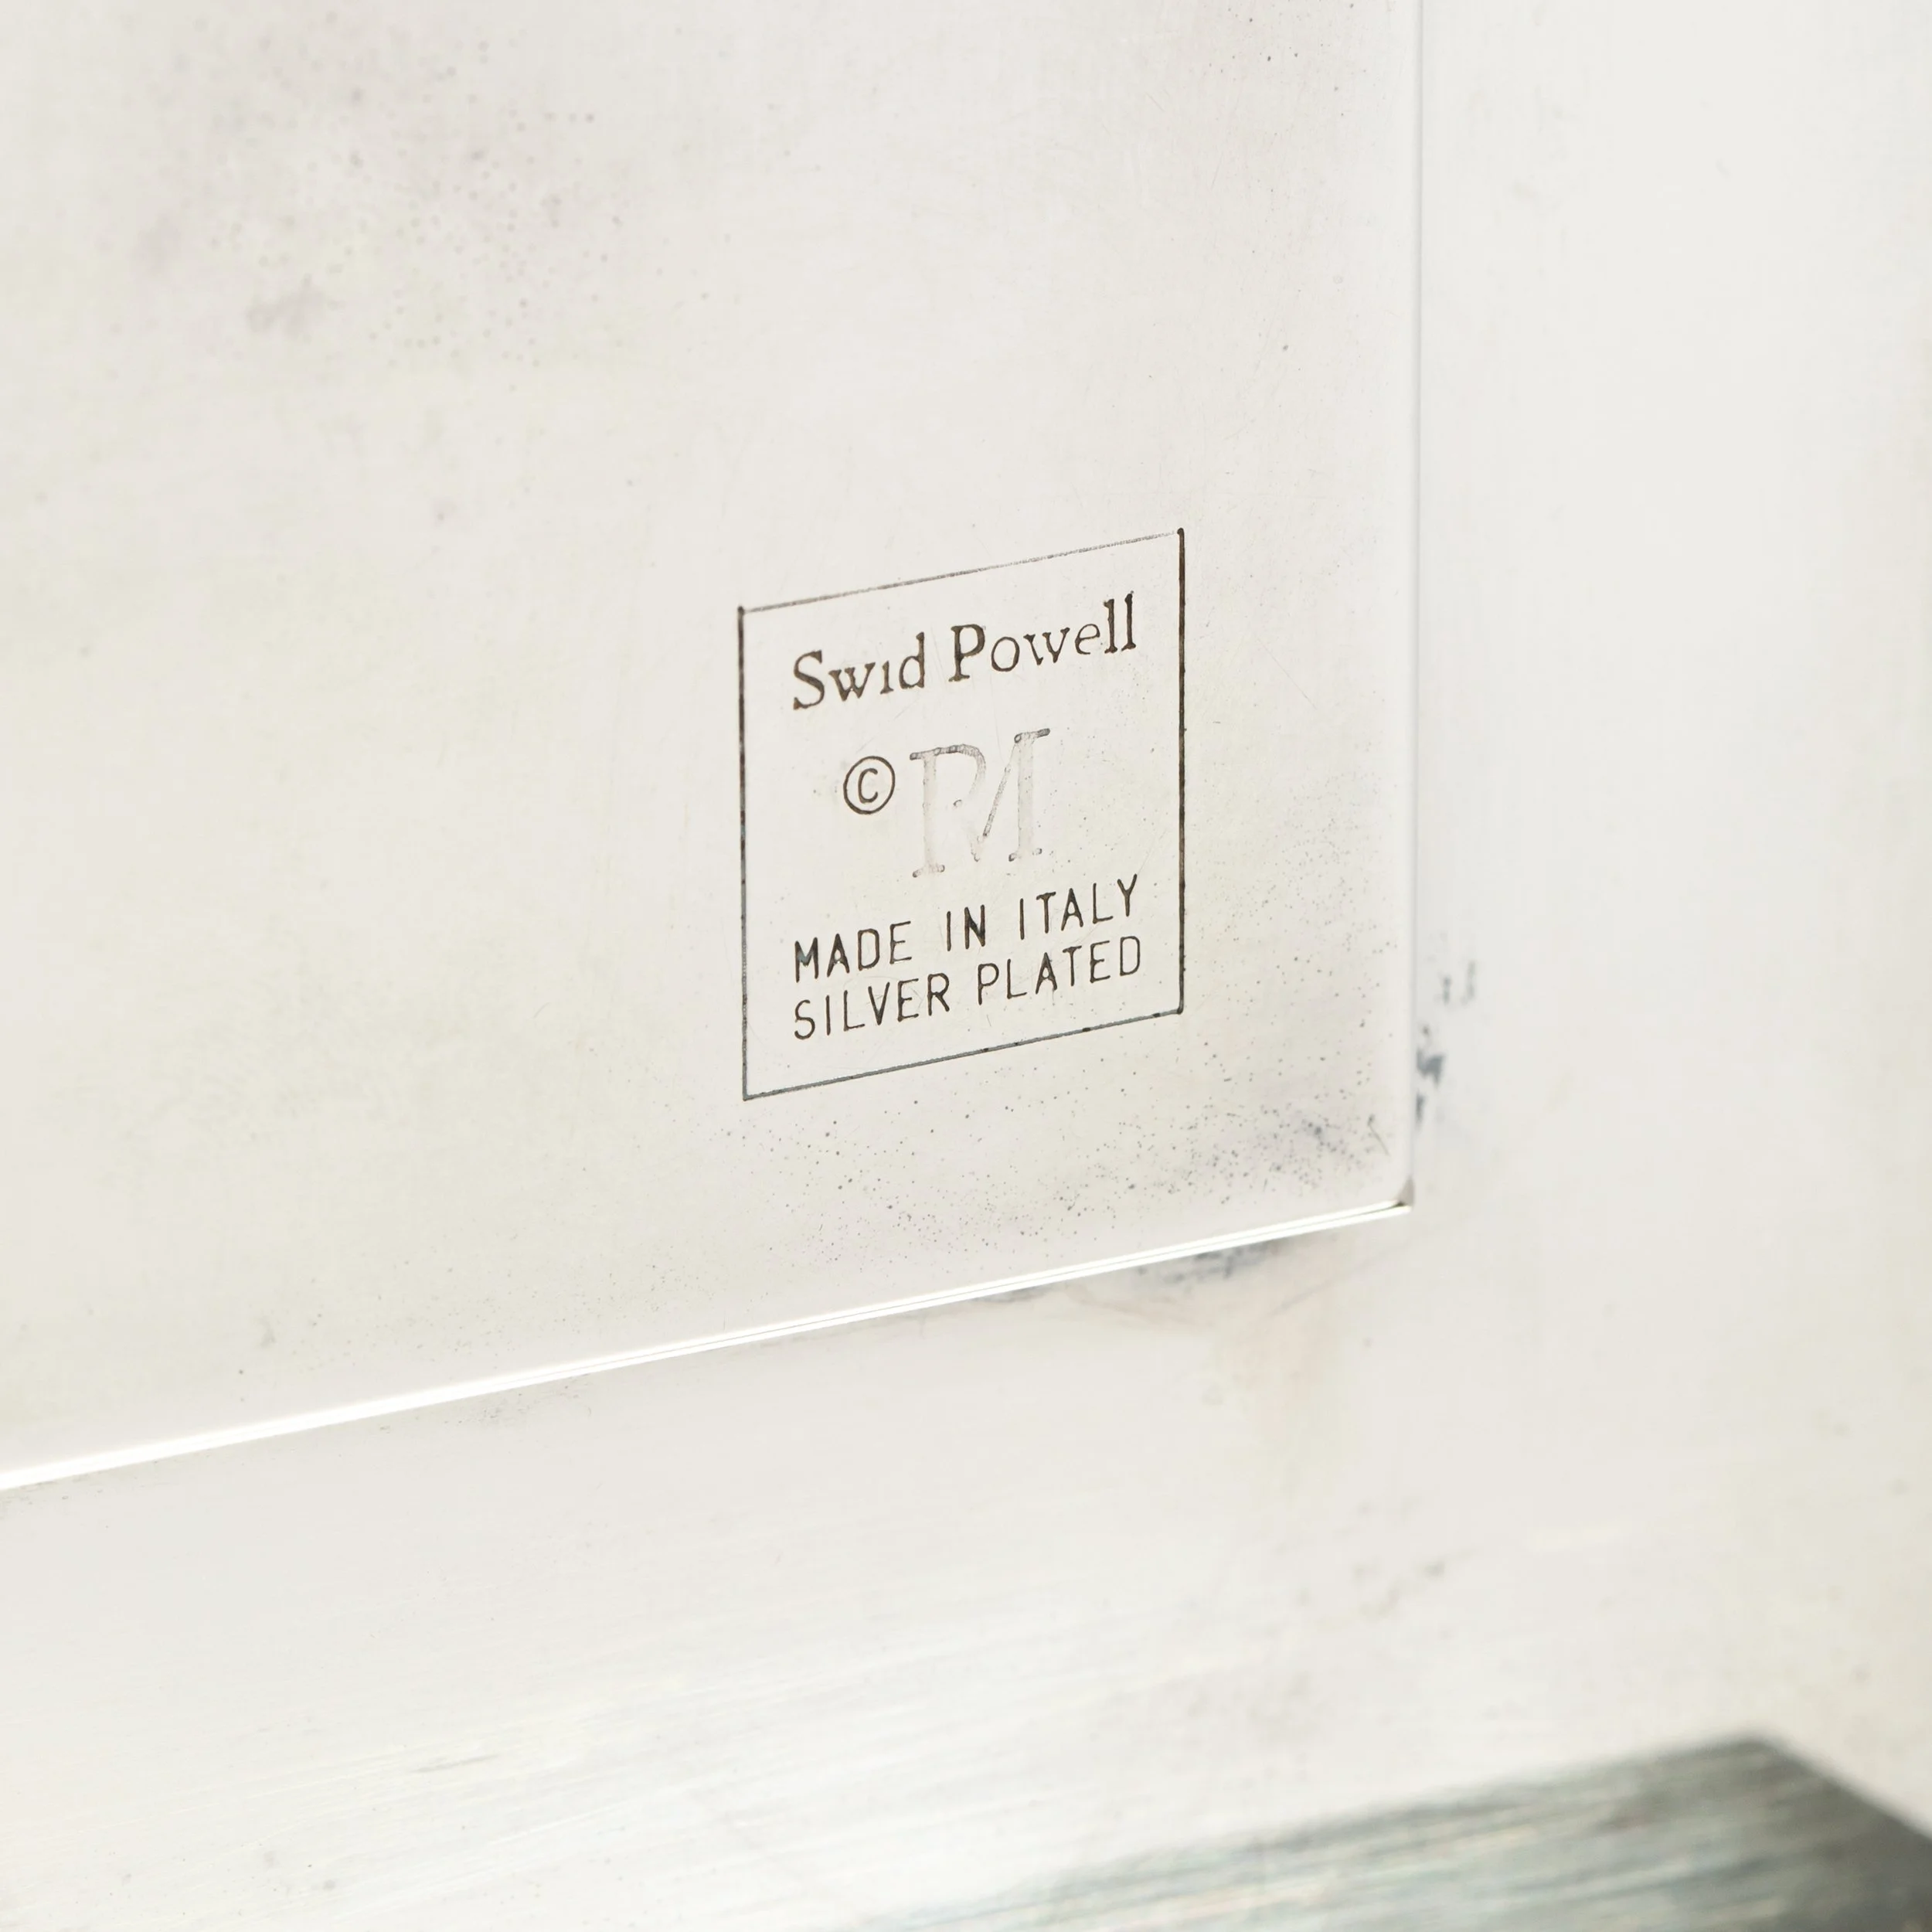 Swid Powell
© RM
MADE IN ITALY
SILVER PLATED